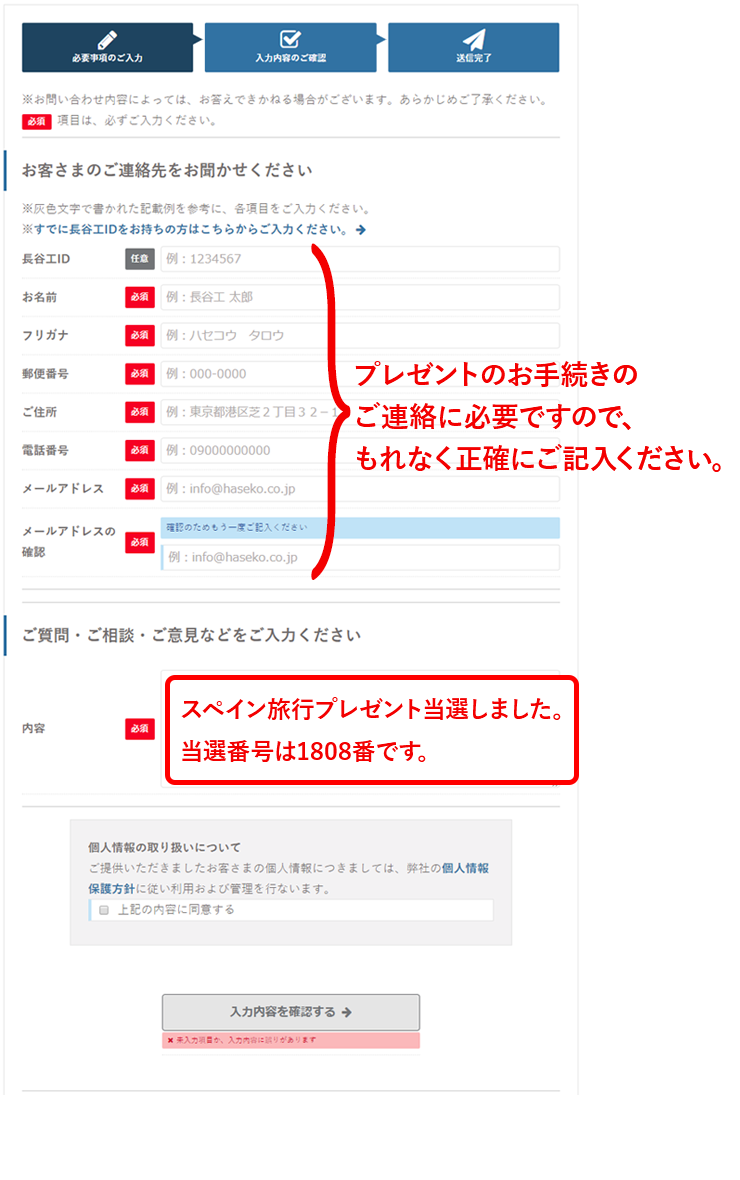 必要事項のご入力
入力内容のご確認
送信完了
※お問い合わせ内容によっては、お答えできかねる場合がございます。あらかじめご了承ください。
必須 項目は、必ずご入力ください。
お客さまのご連絡先をお聞かせください
※灰色文字で書かれた記載例を参考に、各項目をご入力ください。
※すでに長谷工IDをお持ちの方はこちらからご入力ください。
長谷工ID 任意 例：1234567
お名前 必須 例：長谷工 太郎
フリガナ 必須 例：ハセコウ　タロウ
郵便番号 必須 例：000-0000
ご住所 必須 例：東京都港区芝２丁目３２－１
電話番号 必須 例：09000000000
メールアドレス 必須 例：info@haseko.co.jp
メールアドレスの
確認
必須
確認のためもう一度ご記入ください
例：info@haseko.co.jp
プレゼントのお手続きの
ご連絡に必要ですので、
もれなく正確にご記入ください。
ご質問・ご相談・ご意見などをご入力ください
内容 必須
スペイン旅行プレゼント当選しました。
当選番号は1808番です。
個人情報の取り扱いについて
ご提供いただきましたお客さまの個人情報につきましては、弊社の個人情報
保護方針に従い利用および管理を行ないます。
上記の内容に同意する
入力内容を確認する
未入力項目か、入力内容に誤りがあります